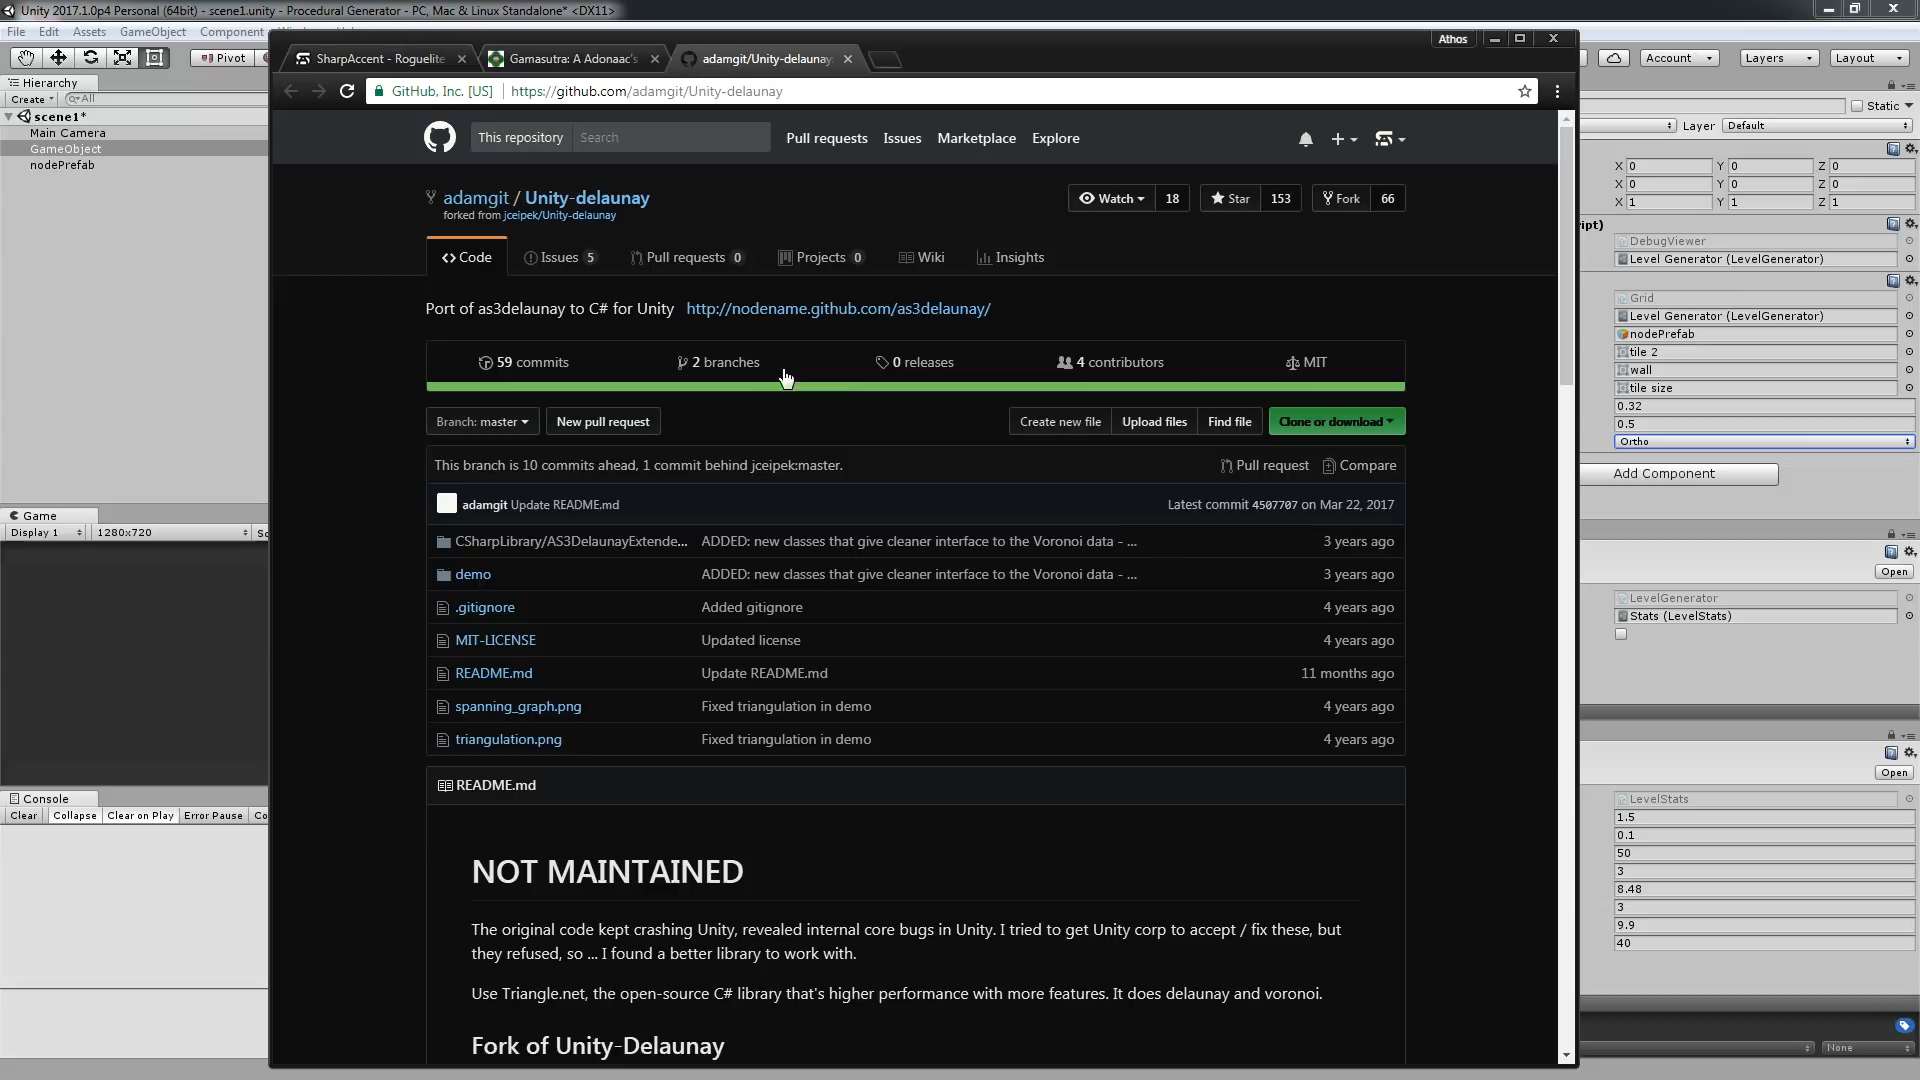 Unity 2017.1.0p4 Personal (64bit) - scene1.unity - Procedural Generator - PC, Mac & Linux Standalone* <DX11>
File Edit Assets GameObject Component
Pivot
Account Layers Layout
Athos
SharpAccent - Roguelite
Gamasutra: A Adonaac's
adamgit/Unity-delaunay:
GitHub, Inc. [US] https://github.com/adamgit/Unity-delaunay
Hierarchy
Create All
scene1*
Main Camera
GameObject
nodePrefab
This repository Search Pull requests Issues Marketplace Explore
adamgit / Unity-delaunay
forked from jceipek/Unity-delaunay
Watch 18 Star 153 Fork 66
Code Issues 5 Pull requests 0 Projects 0 Wiki Insights
Port of as3delaunay to C# for Unity http://nodename.github.com/as3delaunay/
59 commits 2 branches 0 releases 4 contributors MIT
Branch: master New pull request Create new file Upload files Find file Clone or download
This branch is 10 commits ahead, 1 commit behind jceipek:master. Pull request Compare
adamgit Update README.md Latest commit 4507707 on Mar 22, 2017
CSharpLibrary/AS3DelaunayExtende... ADDED: new classes that give cleaner interface to the Voronoi data - ... 3 years ago
demo ADDED: new classes that give cleaner interface to the Voronoi data - ... 3 years ago
.gitignore Added gitignore 4 years ago
MIT-LICENSE Updated license 4 years ago
README.md Update README.md 11 months ago
spanning_graph.png Fixed triangulation in demo 4 years ago
triangulation.png Fixed triangulation in demo 4 years ago
README.md
NOT MAINTAINED
The original code kept crashing Unity, revealed internal core bugs in Unity. I tried to get Unity corp to accept / fix these, but
they refused, so ... I found a better library to work with.
Use Triangle.net, the open-source C# library that's higher performance with more features. It does delaunay and voronoi.
Fork of Unity-Delaunay
Game
Display 1 1280x720 Sc
Console
Clear Collapse Clear on Play Error Pause Co
Static
Layer Default
X 0 Y 0 Z 0
X 0 Y 0 Z 0
X 1 Y 1 Z 1
ipt)
DebugViewer
Level Generator (LevelGenerator)
Grid
Level Generator (LevelGenerator)
nodePrefab
tile 2
wall
tile size
0.32
0.5
Ortho
Add Component
Open
LevelGenerator
Stats (LevelStats)
Open
LevelStats
1.5
0.1
50
3
8.48
3
9.9
40
None